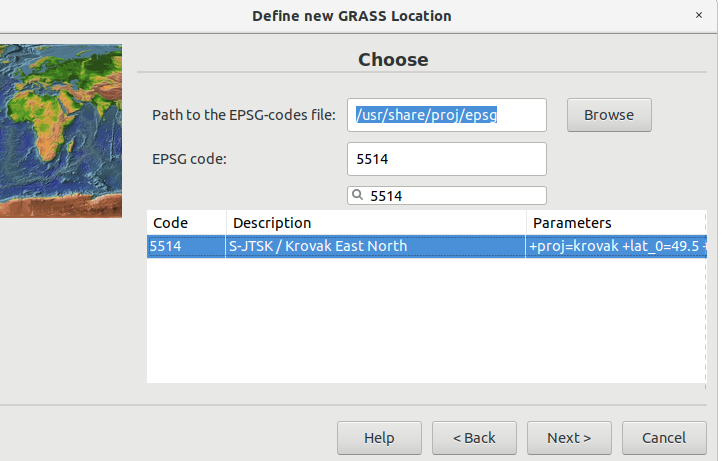 Define new GRASS Location
×
Choose
Path to the EPSG-codes file: /usr/share/proj/epsg Browse
EPSG code: 5514
5514
Code Description Parameters
5514 S-JTSK / Krovak East North +proj=krovak +lat_0=49.5 +
Help < Back Next > Cancel